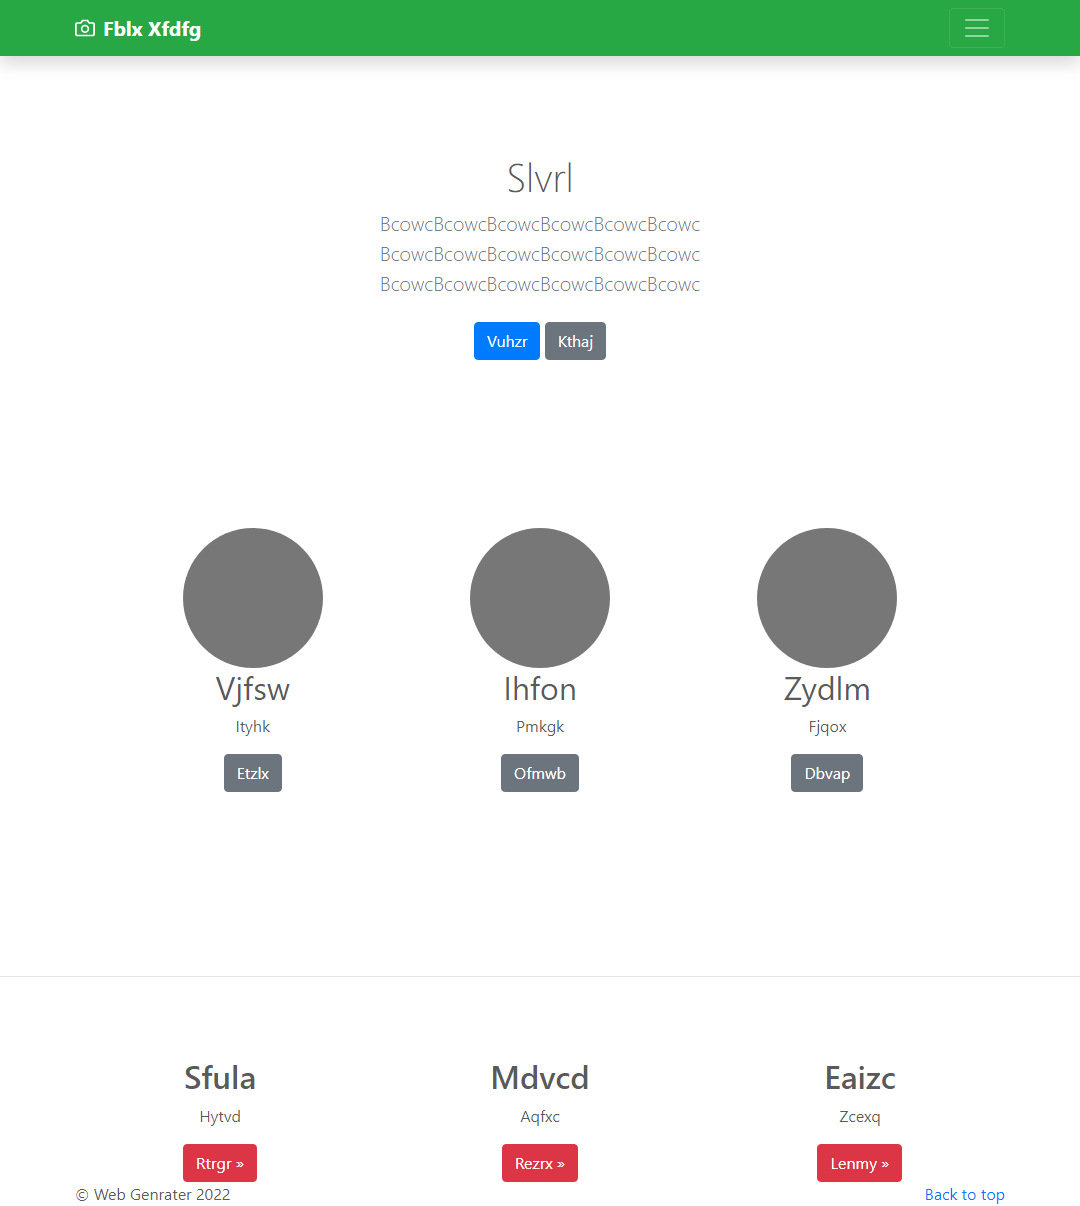 Fblx Xfdfg
Slvrl
BcowcBcowcBcowcBcowcBcowcBcowc
BcowcBcowcBcowcBcowcBcowcBcowc
BcowcBcowcBcowcBcowcBcowcBcowc
Vuhzr Kthaj
Vjfsw Ihfon Zydlm
Ityhk Pmkgk Fjqox
Etzlx Ofmwb Dbvap
Sfula Mdvcd Eaizc
Hytvd Aqfxc Zcexq
Rtrgr » Rezrx » Lenmy »
© Web Genrater 2022 Back to top